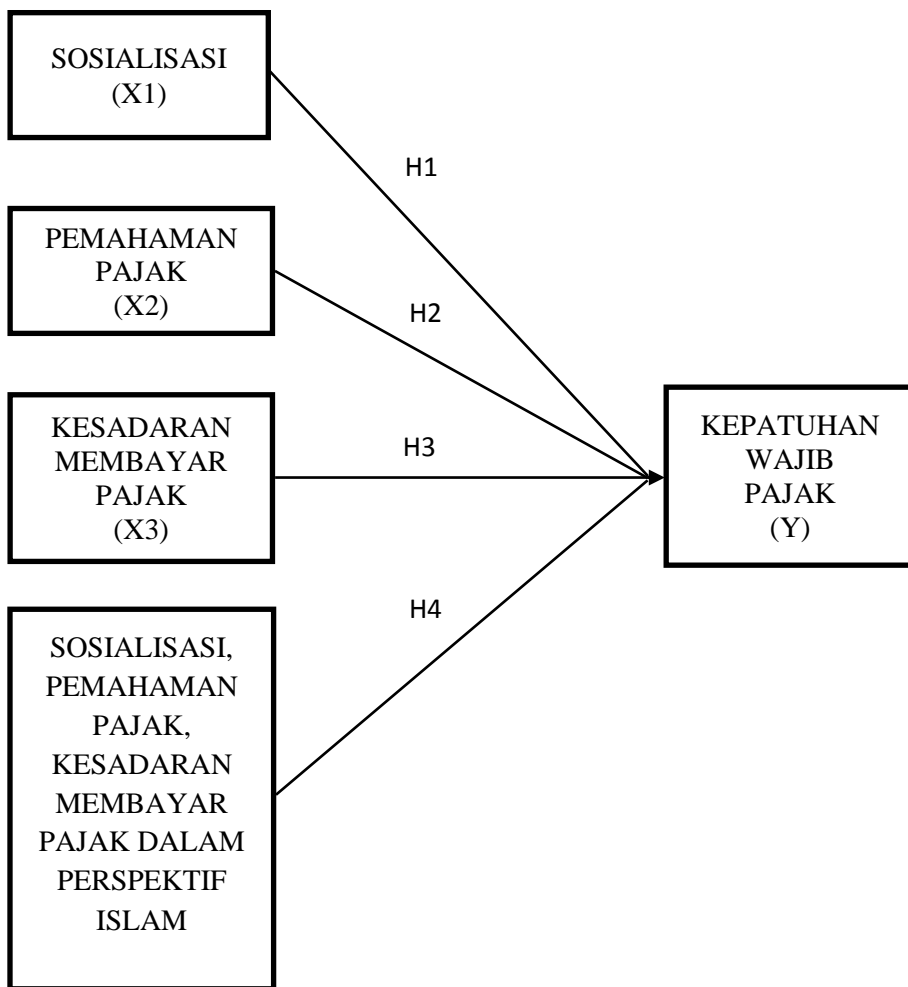 SOSIALISASI
(X1)
H1
PEMAHAMAN
PAJAK
(X2)
H2
KESADARAN
MEMBAYAR
PAJAK
(X3)
H3
KEPATUHAN
WAJIB
PAJAK
(Y)
H4
SOSIALISASI,
PEMAHAMAN
PAJAK,
KESADARAN
MEMBAYAR
PAJAK DALAM
PERSPEKTIF
ISLAM